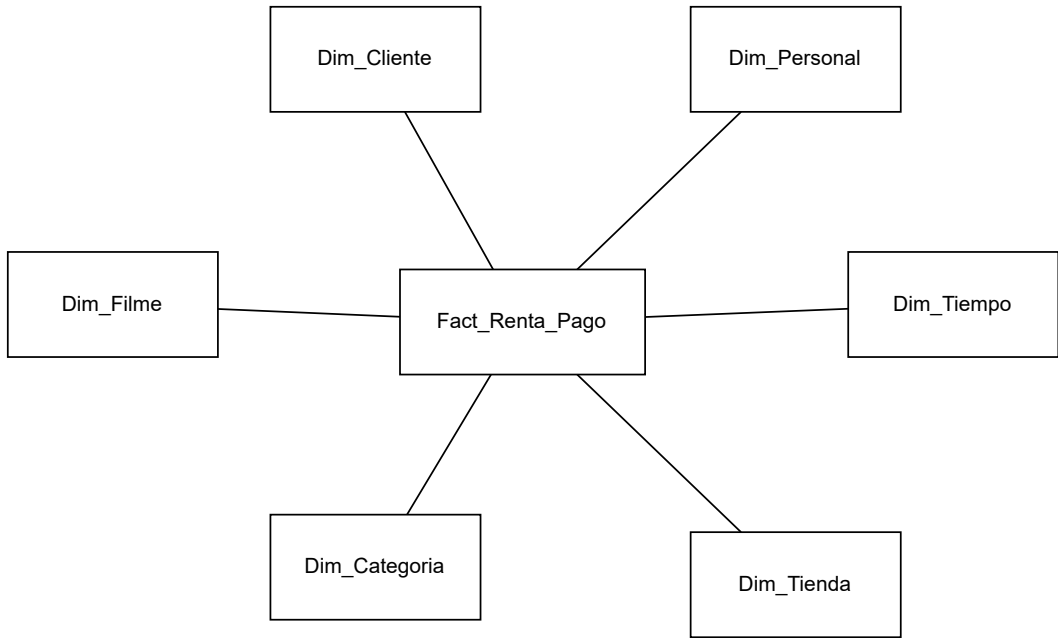 Dim_Cliente
Dim_Personal
Dim_Filme
Fact_Renta_Pago
Dim_Tiempo
Dim_Categoria
Dim_Tienda